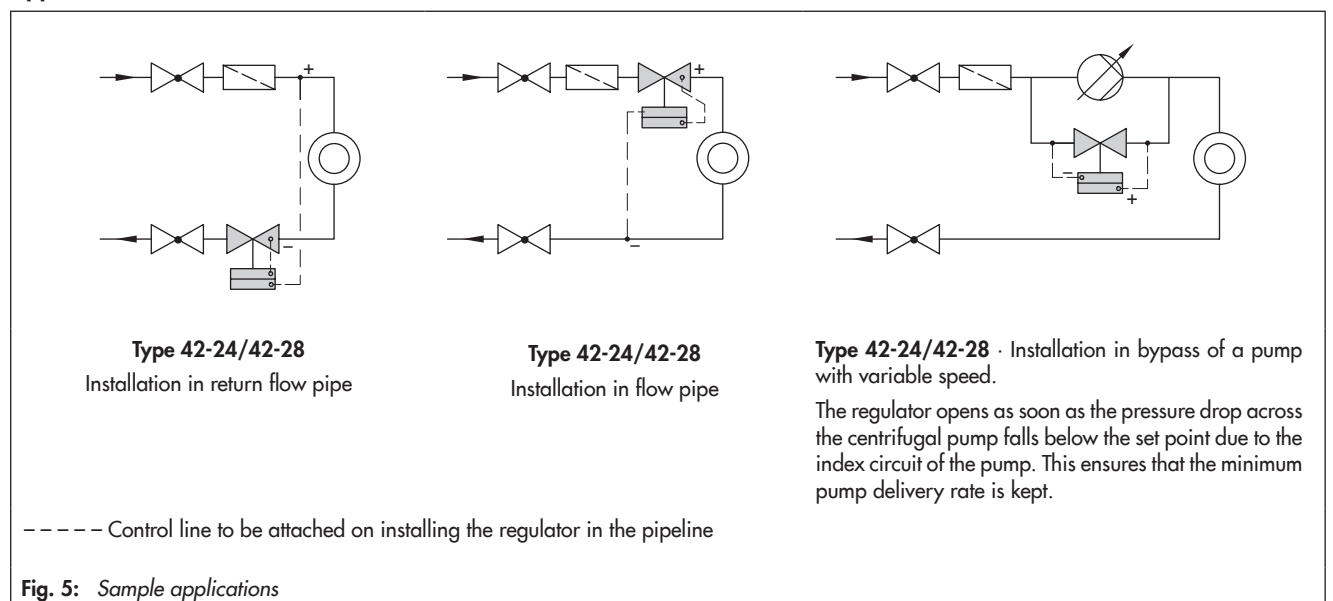 +
–
Type 42-24/42-28
Installation in return flow pipe
+
–
Type 42-24/42-28
Installation in flow pipe
–
+
Type 42-24/42-28 · Installation in bypass of a pump
with variable speed.
The regulator opens as soon as the pressure drop across
the centrifugal pump falls below the set point due to the
index circuit of the pump. This ensures that the minimum
pump delivery rate is kept.
– – – – – Control line to be attached on installing the regulator in the pipeline
Fig. 5: Sample applications